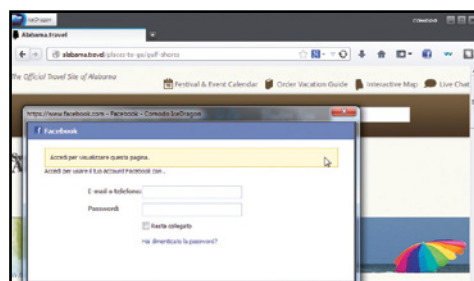 IceDragon
COMODO
Alabama.travel
alabama.travel/places-to-go/gulf-shores
The Official Travel Site of Alabama
Festival & Event Calendar
Order Vacation Guide
Interactive Map
Live Chat
https://www.facebook.com - Facebook - Comodo IceDragon
Facebook
Accedi per visualizzare questa pagina.
Accedi per usare il tuo account Facebook con .
E-mail o telefono:
Password:
Resta collegato
Hai dimenticato la password?